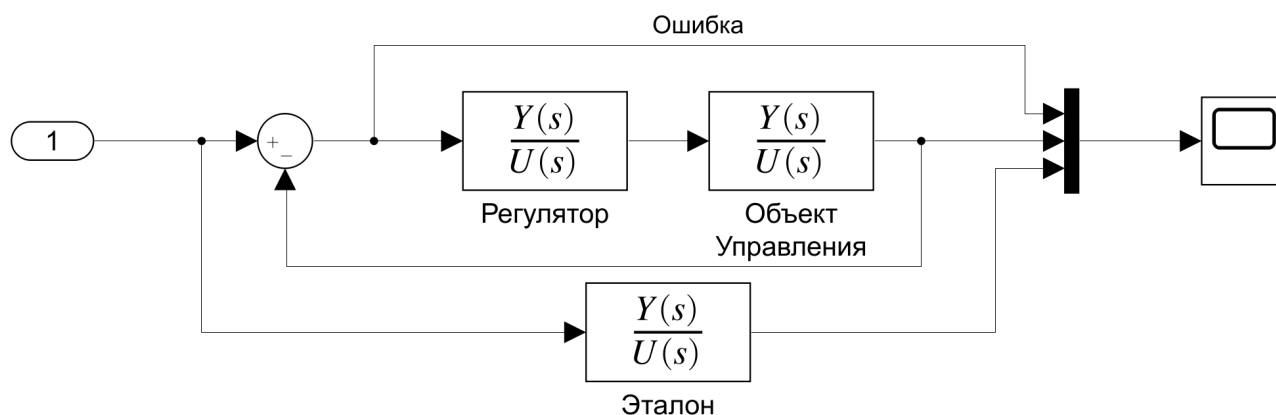 Ошибка
1
+
−
Y(s)
U(s)
Регулятор
Y(s)
U(s)
Объект
Управления
Y(s)
U(s)
Эталон